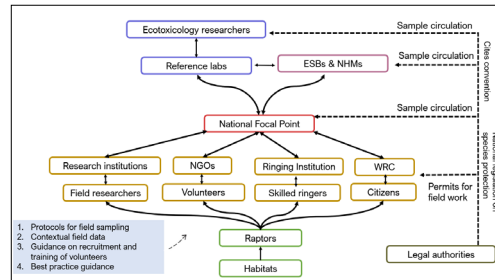 Ecotoxicology researchers
Sample circulation
Reference labs
ESBs & NHMs
Sample circulation
Cites convention
National Focal Point
Sample circulation
species protection
Research institutions
NGOs
Ringing Institution
WRC
Field researchers
Volunteers
Skilled ringers
Citizens
Permits for
field work
1. Protocols for field sampling
2. Contextual field data
3. Guidance on recruitment and
training of volunteers
4. Best practice guidance
Raptors
Habitats
Legal authorities